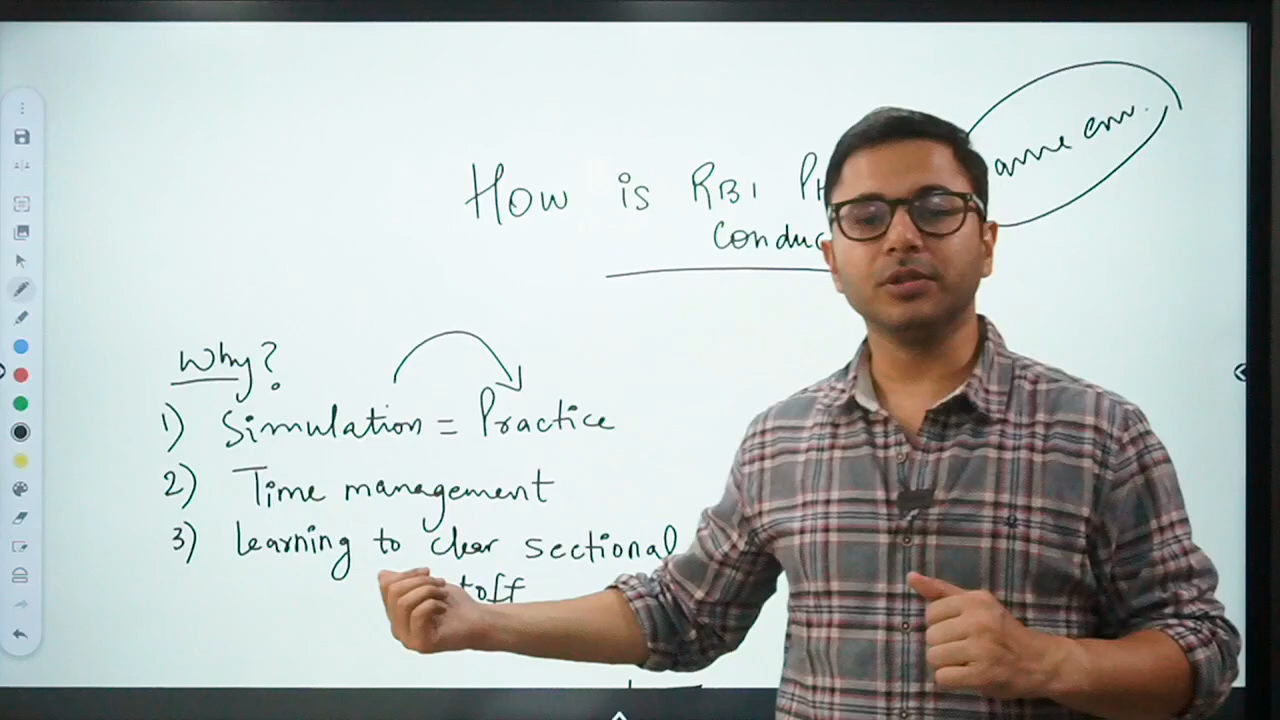 How is RBI
conduc
ame env.
Why?
1) Simulation = Practice
2) Time management
3) Learning to clear sectional
toff